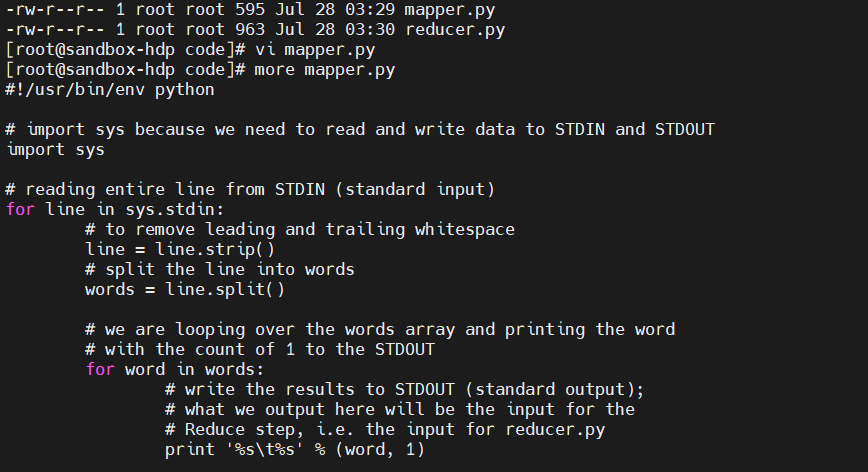 -rw-r--r-- 1 root root 595 Jul 28 03:29 mapper.py
-rw-r--r-- 1 root root 963 Jul 28 03:30 reducer.py
[root@sandbox-hdp code]# vi mapper.py
[root@sandbox-hdp code]# more mapper.py
#!/usr/bin/env python

# import sys because we need to read and write data to STDIN and STDOUT
import sys

# reading entire line from STDIN (standard input)
for line in sys.stdin:
        # to remove leading and trailing whitespace
        line = line.strip()
        # split the line into words
        words = line.split()

        # we are looping over the words array and printing the word
        # with the count of 1 to the STDOUT
        for word in words:
                # write the results to STDOUT (standard output);
                # what we output here will be the input for the
                # Reduce step, i.e. the input for reducer.py
                print '%s\t%s' % (word, 1)